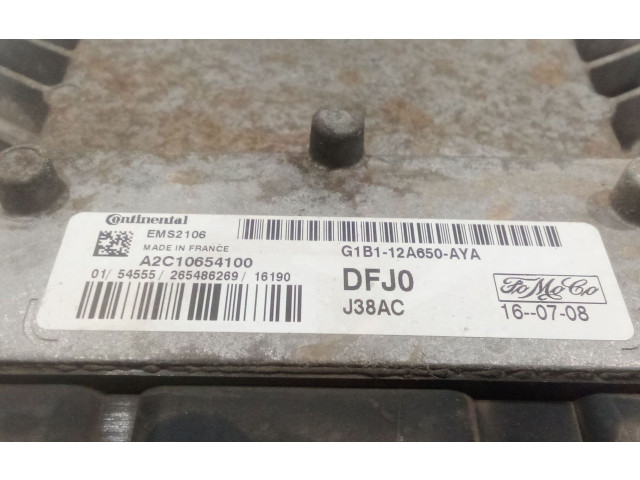 Continental
EMS2106
MADE IN FRANCE
A2C10654100
01/ 54555 / 265486269 / 16190
G1B1-12A650-AYA
DFJ0
J38AC
FoMoCo
16--07-08